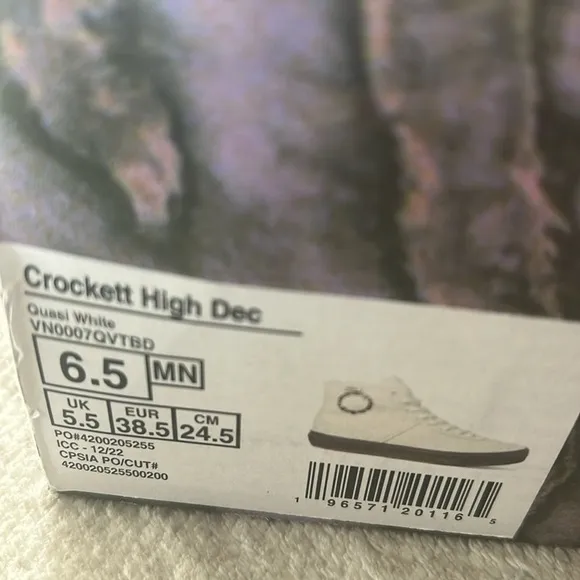 Crockett High Dec
Quasi White
VN0007QVTBD
6.5 MN
UK EUR CM
5.5 38.5 24.5
PO#4200205255
ICC - 12/22
CPSIA PO/CUT#
420020525500200
1 96571 20116 5